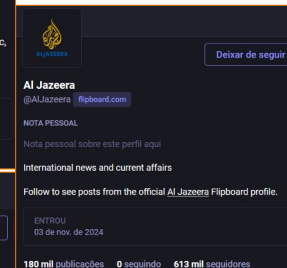 c,
ALJAZEERA
Deixar de seguir
Al Jazeera
@AlJazeera flipboard.com
NOTA PESSOAL
Nota pessoal sobre este perfil aqui
International news and current affairs
Follow to see posts from the official Al Jazeera Flipboard profile.
ENTROU
03 de nov. de 2024
180 mil publicações 0 seguindo 613 mil seguidores